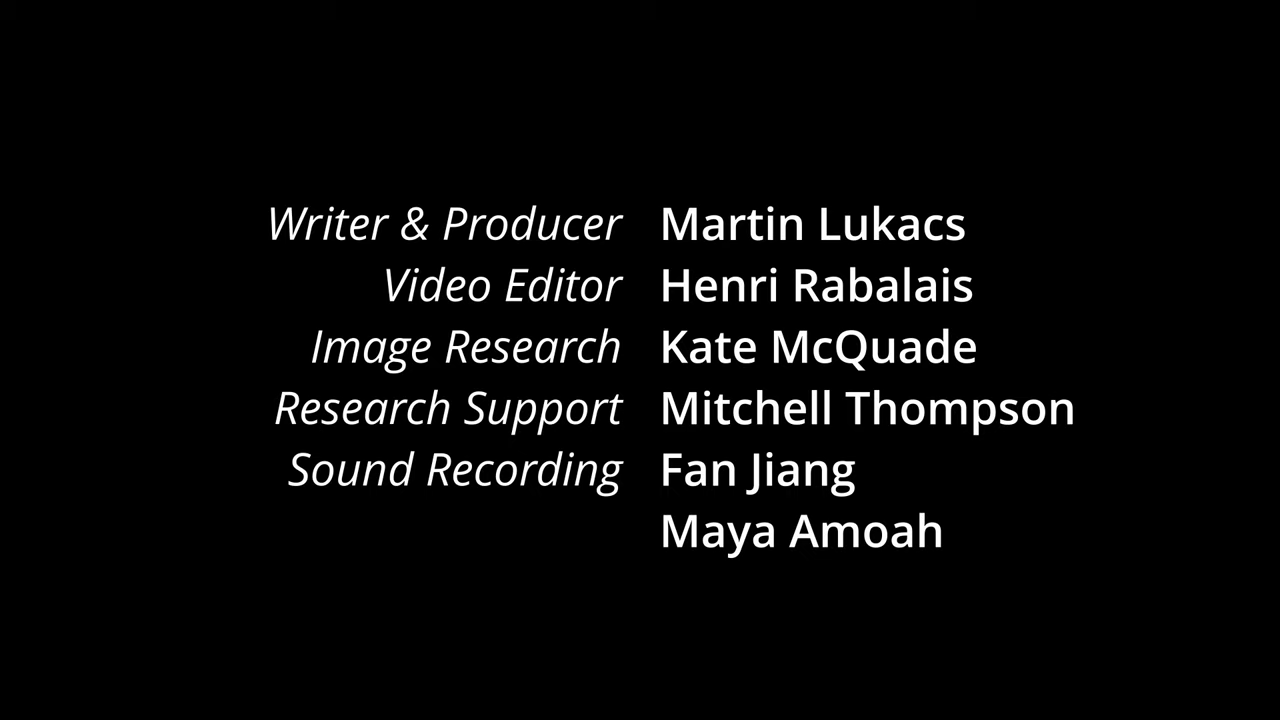 Writer & Producer Martin Lukacs
Video Editor Henri Rabalais
Image Research Kate McQuade
Research Support Mitchell Thompson
Sound Recording Fan Jiang
Maya Amoah